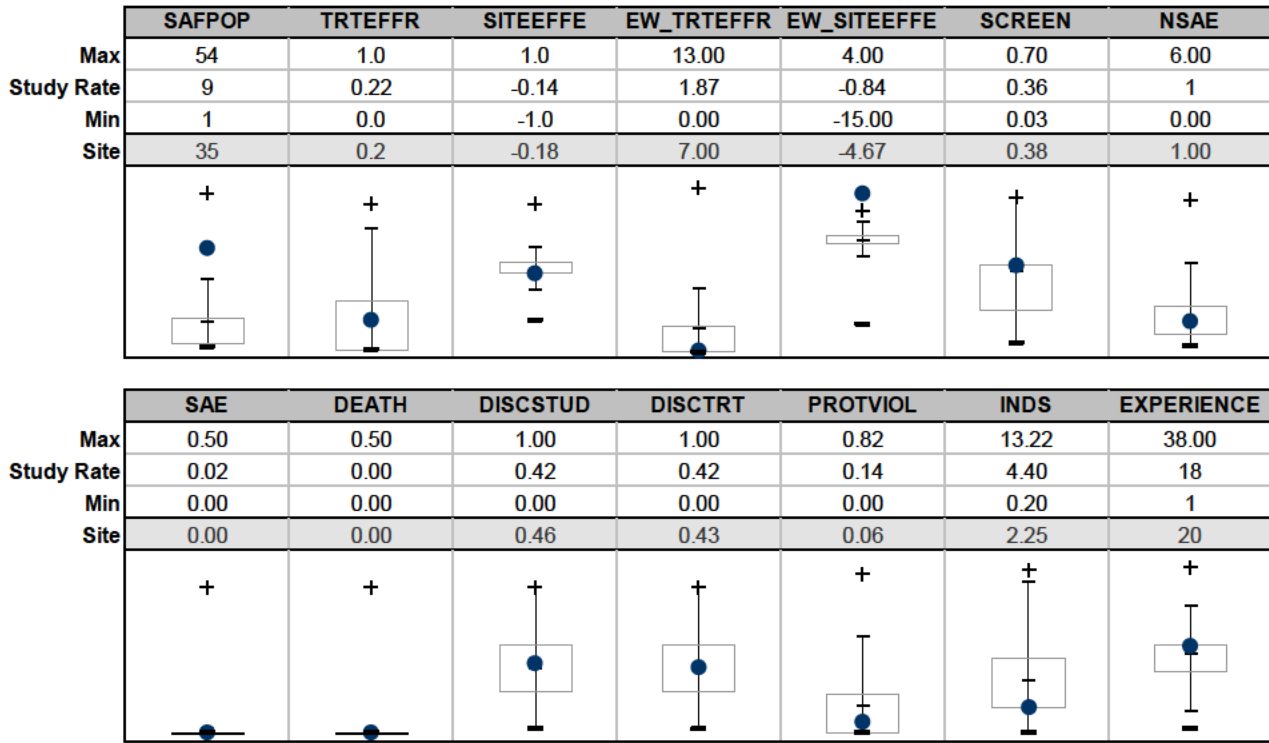 SAFPOP TRTEFFR SITEEFFE EW_TRTEFFR EW_SITEEFFE SCREEN NSAE
Max 54 1.0 1.0 13.00 4.00 0.70 6.00
Study Rate 9 0.22 -0.14 1.87 -0.84 0.36 1
Min 1 0.0 -1.0 0.00 -15.00 0.03 0.00
Site 35 0.2 -0.18 7.00 -4.67 0.38 1.00
SAE DEATH DISCSTUD DISCTRT PROTVIOL INDS EXPERIENCE
Max 0.50 0.50 1.00 1.00 0.82 13.22 38.00
Study Rate 0.02 0.00 0.42 0.42 0.14 4.40 18
Min 0.00 0.00 0.00 0.00 0.00 0.20 1
Site 0.00 0.00 0.46 0.43 0.06 2.25 20